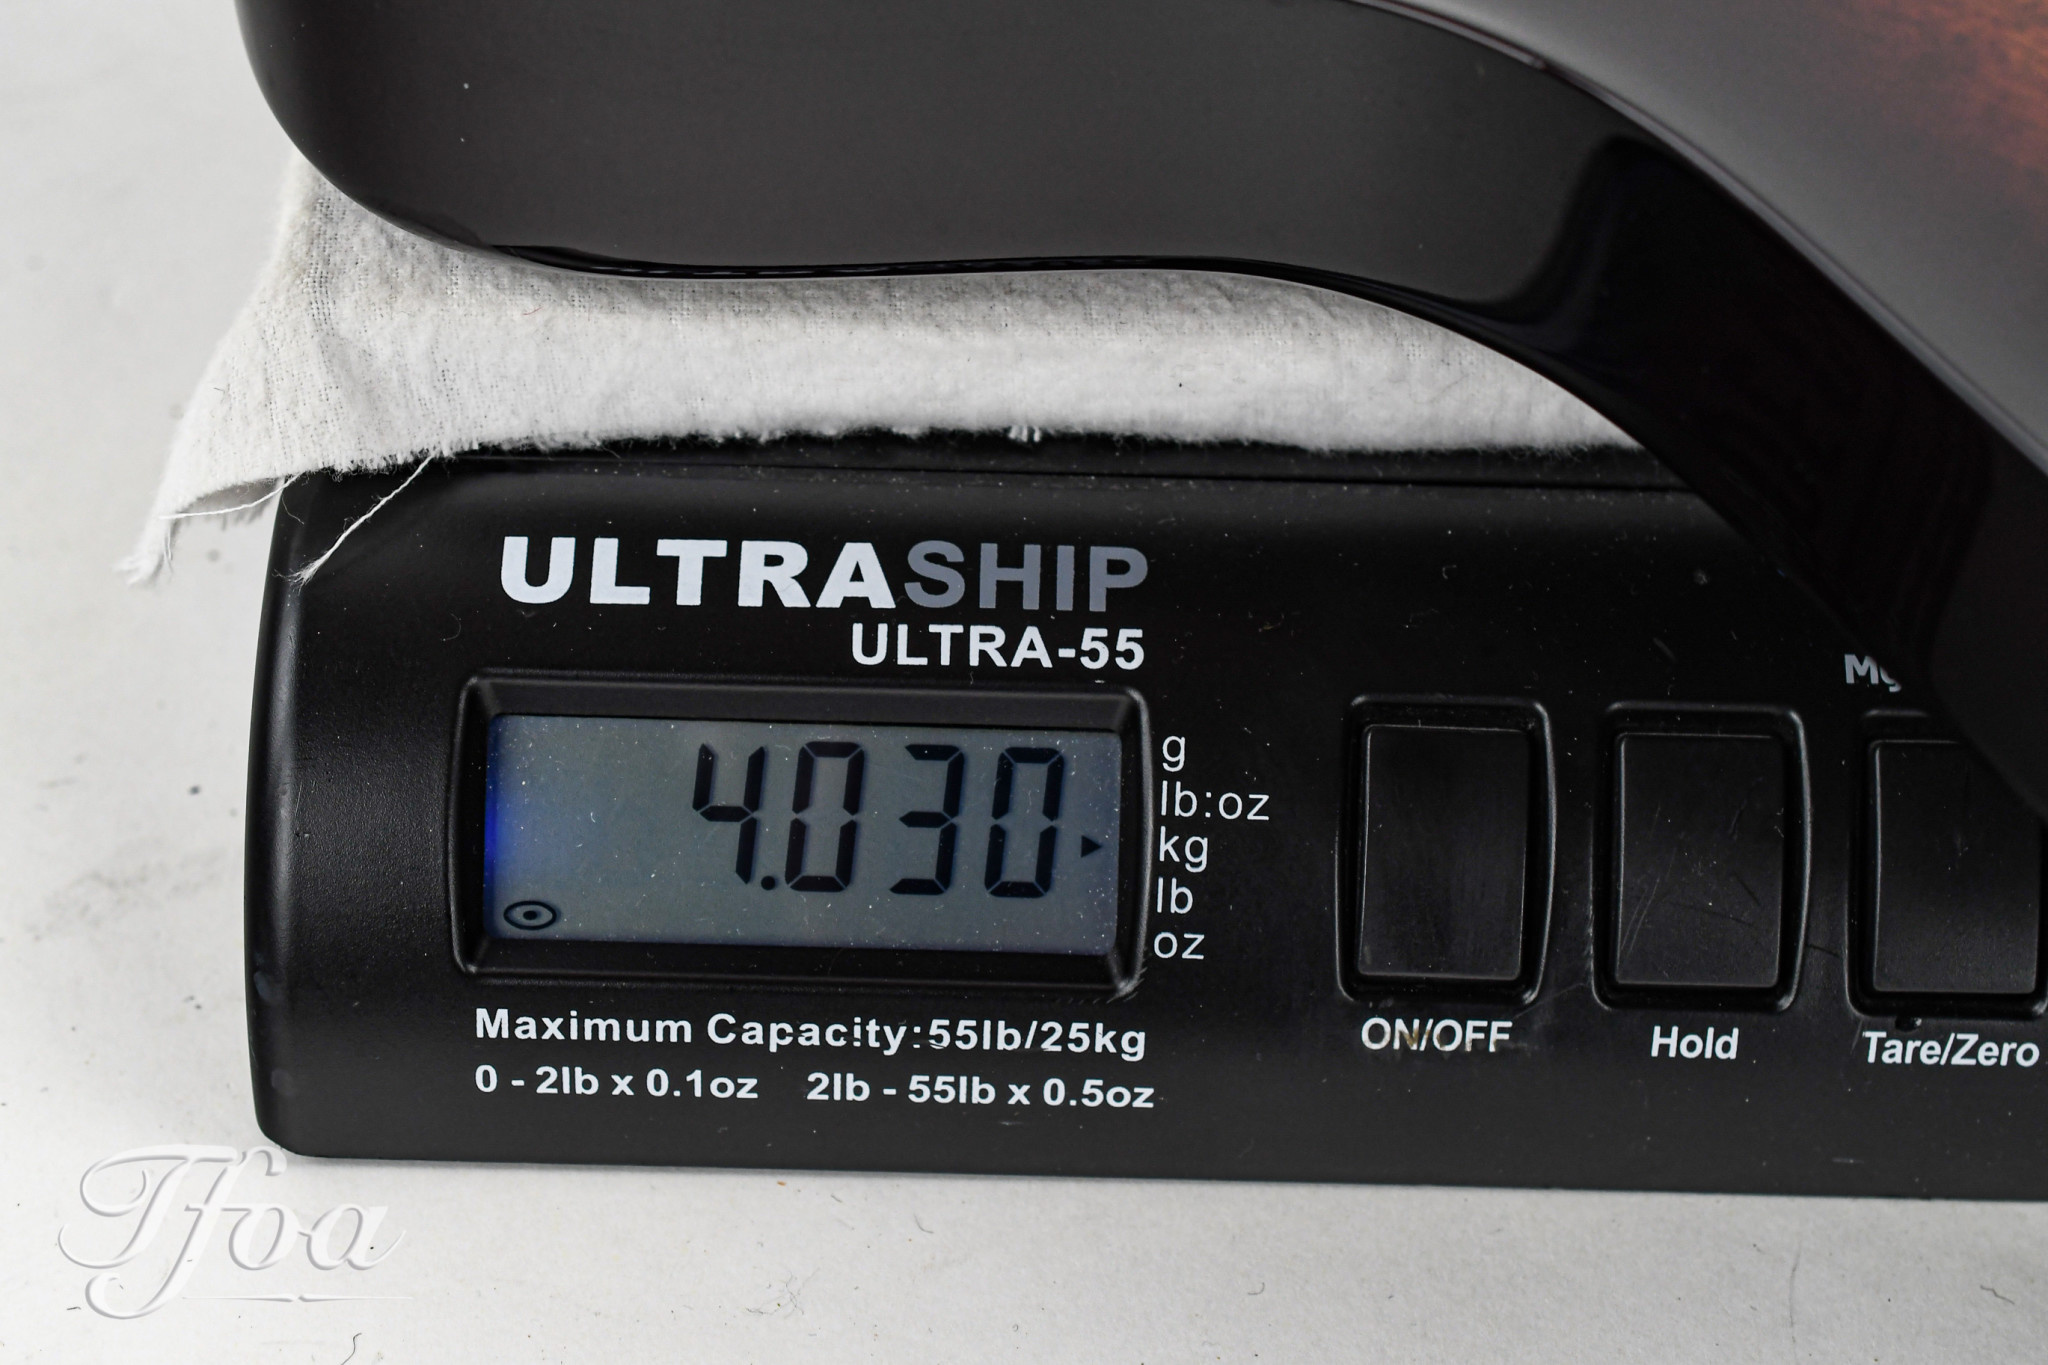 ULTRASHIP
ULTRA-55
4.030
g
lb:oz
kg
lb
oz
Maximum Capacity:55lb/25kg
0 - 2lb x 0.1oz 2lb - 55lb x 0.5oz
ON/OFF
Hold
Tare/Zero
Tfoa